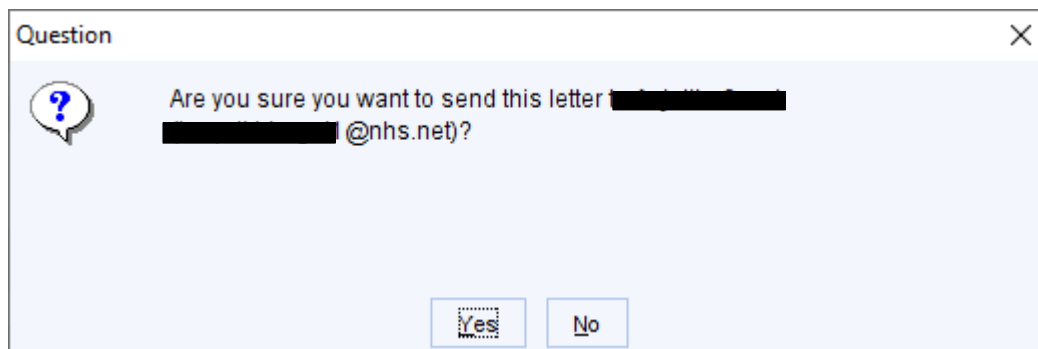 Question
Are you sure you want to send this letter
@nhs.net)?
Yes
No